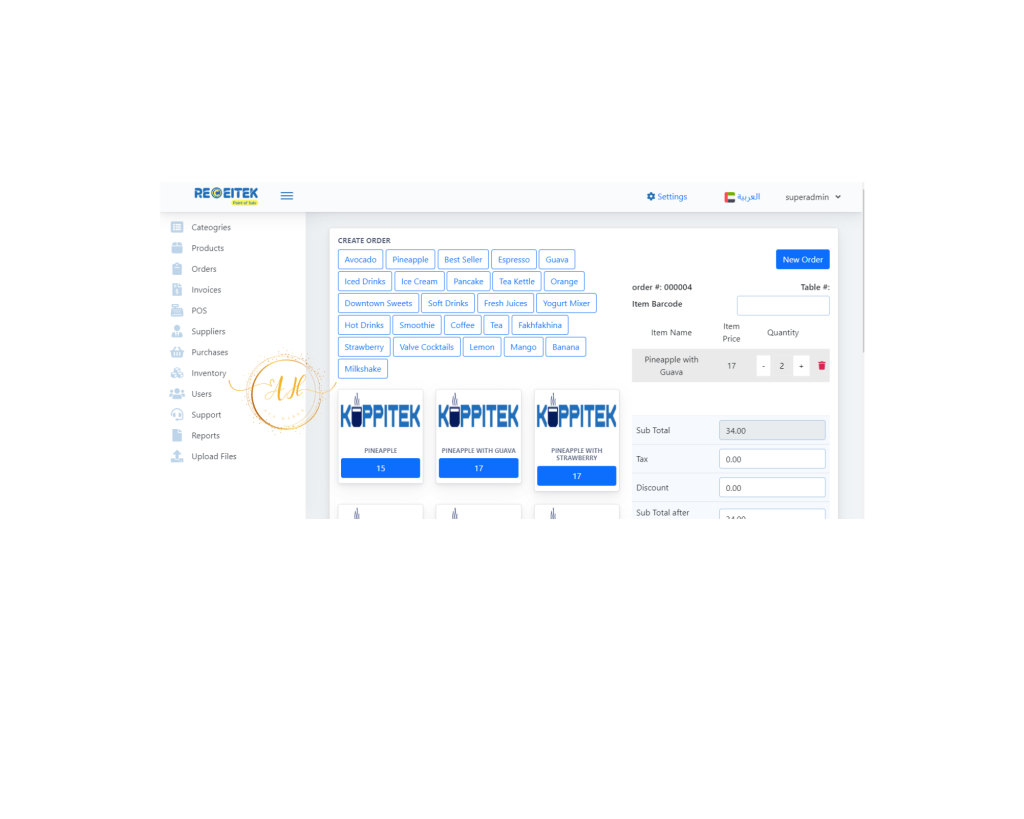 RECEITEK
Point of Sale
Settings
العربية
superadmin
Cateogries
Products
Orders
Invoices
POS
Suppliers
Purchases
Inventory
Users
Support
Reports
Upload Files
CREATE ORDER
Avocado Pineapple Best Seller Espresso Guava
Iced Drinks Ice Cream Pancake Tea Kettle Orange
Downtown Sweets Soft Drinks Fresh Juices Yogurt Mixer
Hot Drinks Smoothie Coffee Tea Fakhfakhina
Strawberry Valve Cocktails Lemon Mango Banana
Milkshake
KOPPITEK KOPPITEK KOPPITEK
PINEAPPLE
15
PINEAPPLE WITH GUAVA
17
PINEAPPLE WITH
STRAWBERRY
17
New Order
order #: 000004 Table #:
Item Barcode
Item Name Item Price Quantity
Pineapple with
Guava
17 - 2 +
Sub Total 34.00
Tax 0.00
Discount 0.00
Sub Total after 34.00